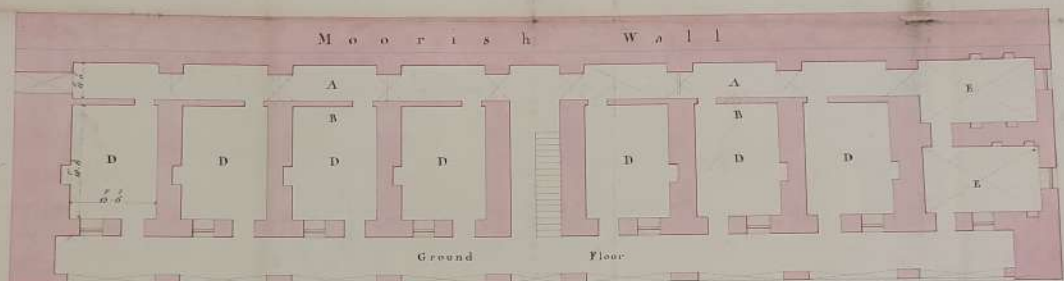 Moorish Wall
A A
E
B B
D D D D D D D
E
Ground Floor